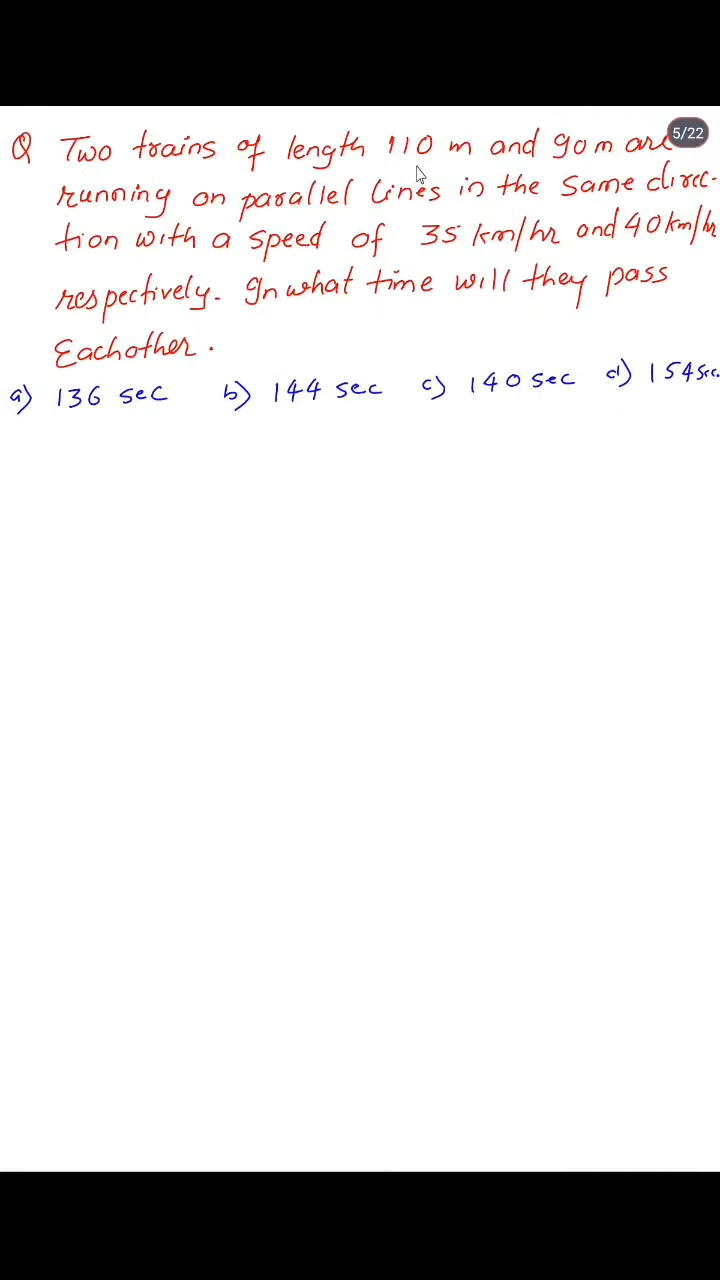 5/22
Q Two trains of length 110 m and 90 m are
running on parallel lines in the same direc-
tion with a speed of 35 km/hr and 40 km/hr
respectively. In what time will they pass
Eachother.
a) 136 sec b) 144 sec c) 140 sec d) 154 sec.